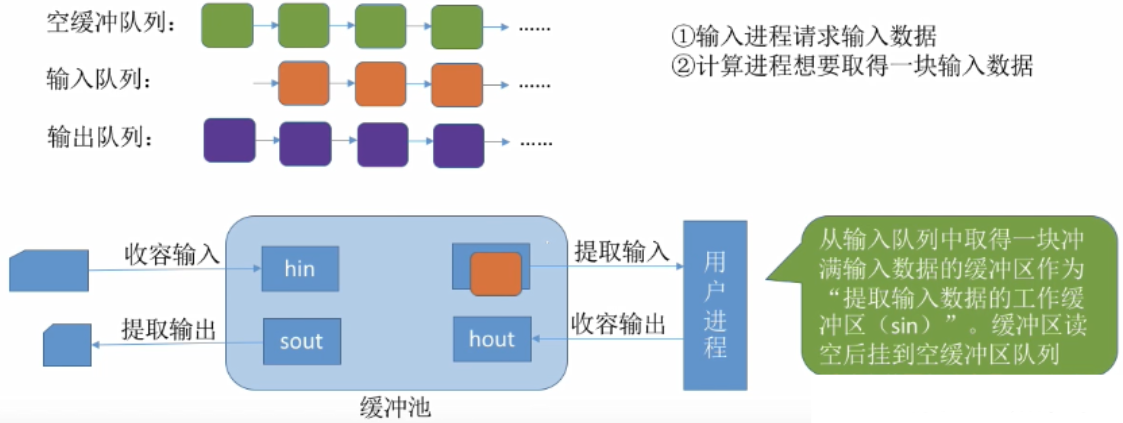 空缓冲队列：
......
①输入进程请求输入数据
②计算进程想要取得一块输入数据
输入队列：
......
输出队列：
......
收容输入
hin
提取输入
用户进程
提取输出
sout
hout
收容输出
缓冲池
从输入队列中取得一块冲
满输入数据的缓冲区作为
“提取输入数据的工作缓
冲区（sin）”。缓冲区读
空后挂到空缓冲区队列